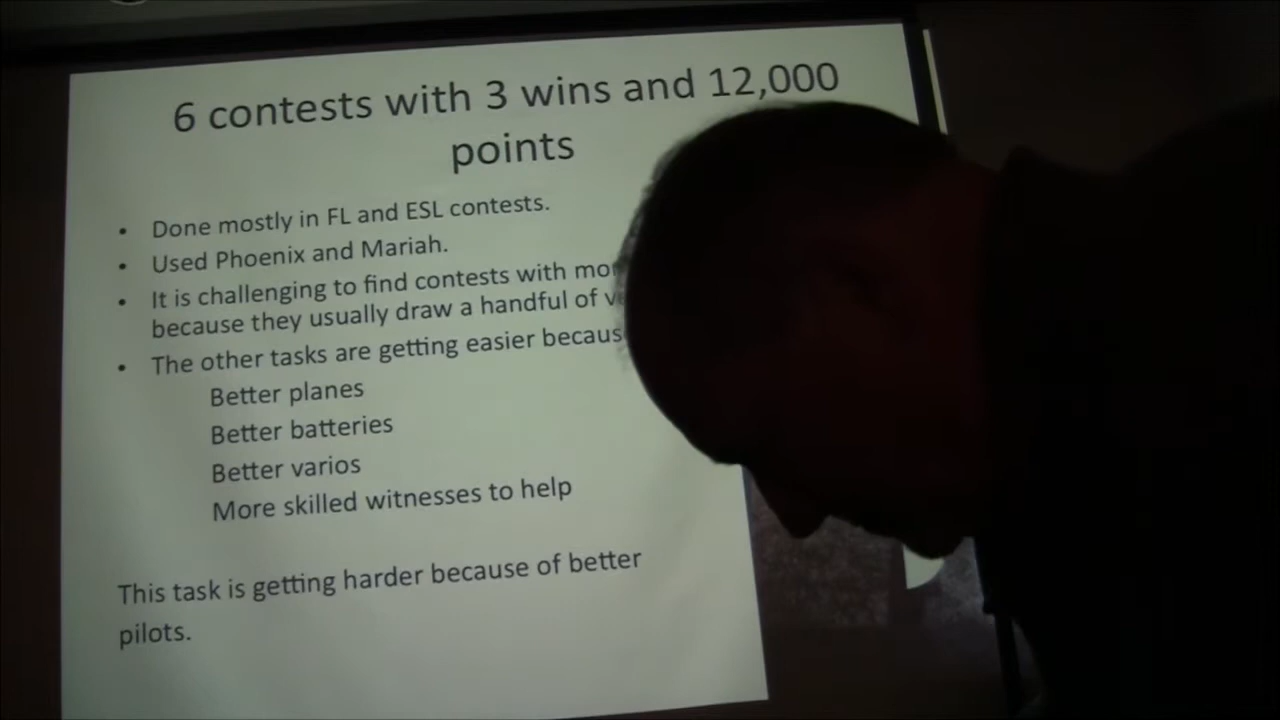 6 contests with 3 wins and 12,000
points
• Done mostly in FL and ESL contests.
• Used Phoenix and Mariah.
• It is challenging to find contests with
because they usually draw a handful of
• The other tasks are getting easier
Better planes
Better batteries
Better varios
More skilled witnesses to help
This task is getting harder because of better
pilots.